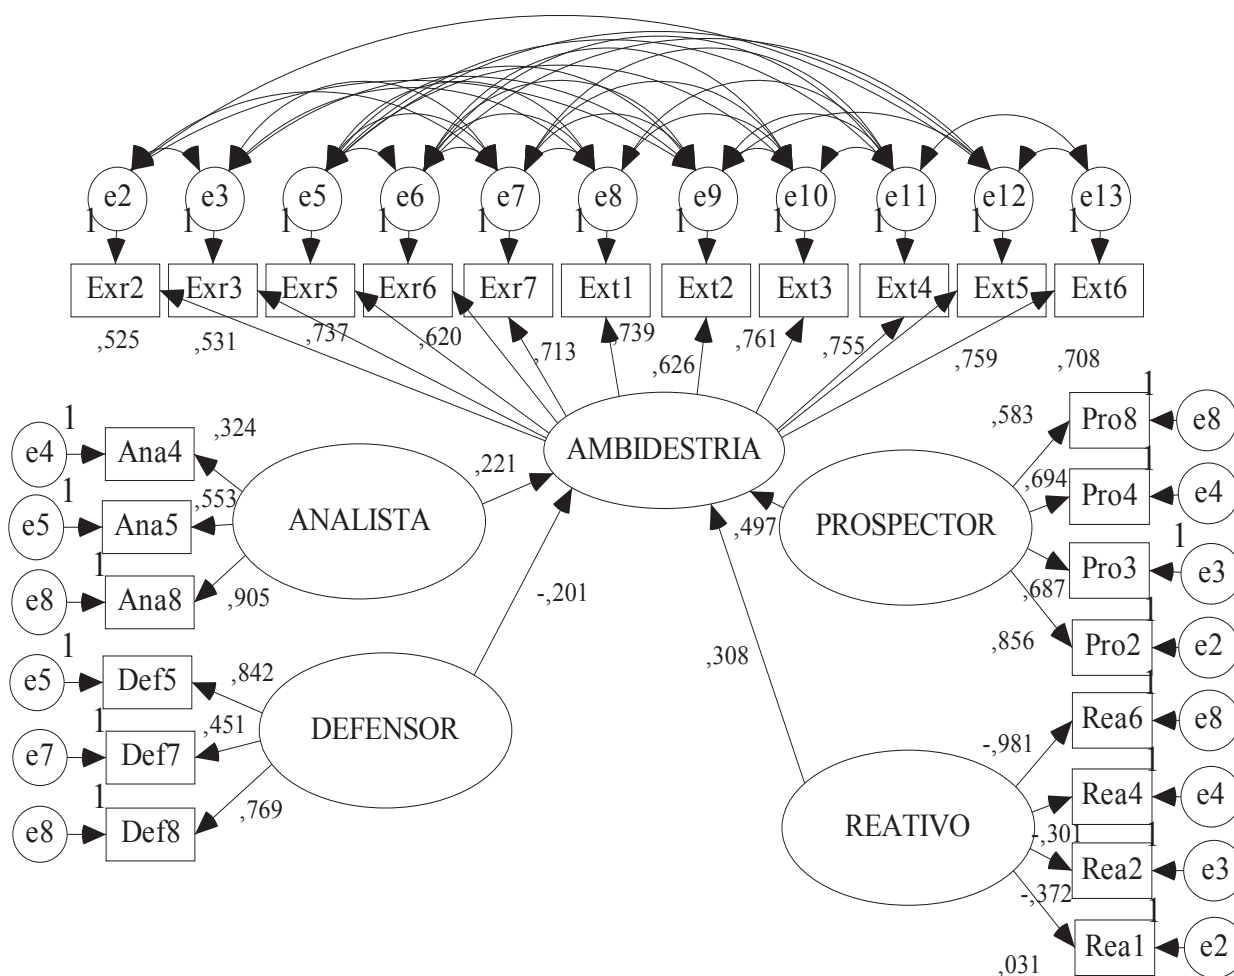 e2 e3 e5 e6 e7 e8 e9 e10 e11 e12 e13
1 1 1 1 1 1 1 1 1 1 1
Exr2 Exr3 Exr5 Exr6 Exr7 Ext1 Ext2 Ext3 Ext4 Ext5 Ext6
,525 ,531 ,737 ,620 ,713 ,739 ,626 ,761 ,755 ,759 ,708
AMBIDESTRIA
e4 1 Ana4 ,324
e5 1 Ana5 ,553
e8 1 Ana8 ,905
ANALISTA
,221
e5 1 Def5 ,842
e7 1 Def7 ,451
e8 1 Def8 ,769
DEFENSOR
-,201
PROSPECTOR
,497
,583 Pro8 1 e8
,694 Pro4 1 e4
,687 Pro3 1 e3
,856 Pro2 1 e2
REATIVO
,308
-,981 Rea6 1 e8
-,301 Rea4 1 e4
-,372 Rea2 1 e3
,031 Rea1 1 e2